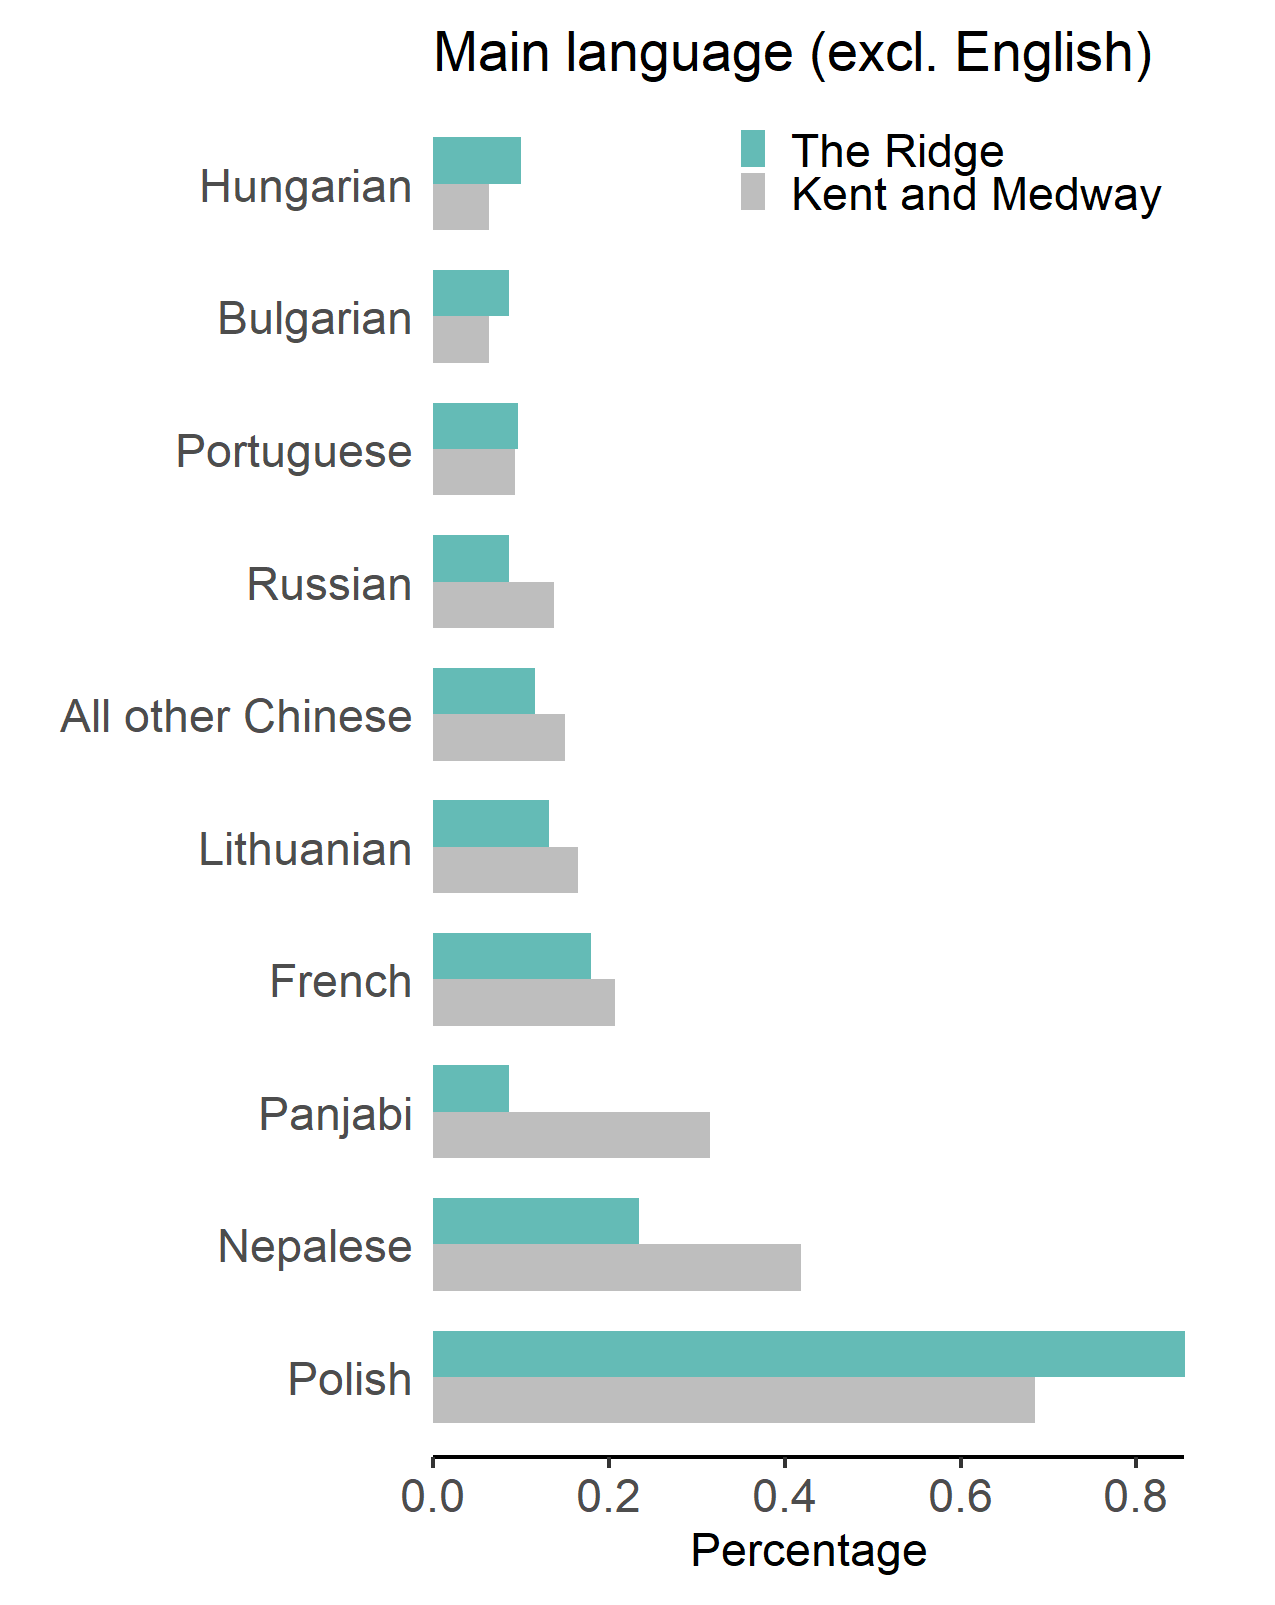 Main language (excl. English)
The Ridge
Kent and Medway
Hungarian
Bulgarian
Portuguese
Russian
All other Chinese
Lithuanian
French
Panjabi
Nepalese
Polish
0.0 0.2 0.4 0.6 0.8
Percentage